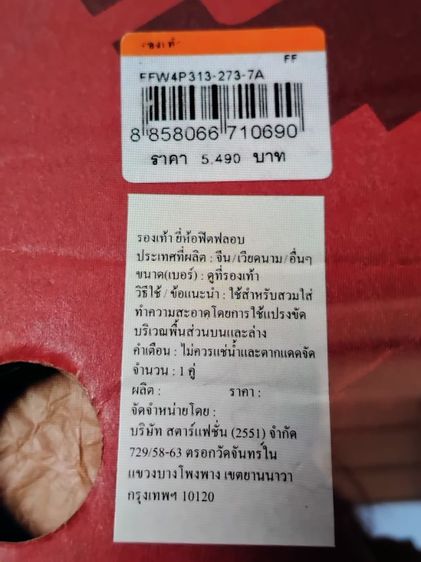 รองเท้า
FF
FFW4P313-273-7A
8 858066 710690
ราคา 5,490 บาท
รองเท้า ยี่ห้อฟิตฟลอบ
ประเทศที่ผลิต : จีน/เวียดนาม/อื่นๆ
ขนาด(เบอร์) : ดูที่รองเท้า
วิธีใช้ / ข้อแนะนำ : ใช้สำหรับสวมใส่
ทำความสะอาดโดยการใช้แปรงขัด
บริเวณพื้นส่วนบนและล่าง
คำเตือน : ไม่ควรแช่น้ำและตากแดดจัด
จำนวน : 1 คู่
ผลิต : ราคา :
จัดจำหน่ายโดย :
บริษัท สตาร์แฟชั่น (2551) จำกัด
729/58-63 ตรอกวัดจันทร์ใน
แขวงบางโพงพาง เขตยานนาวา
กรุงเทพฯ 10120